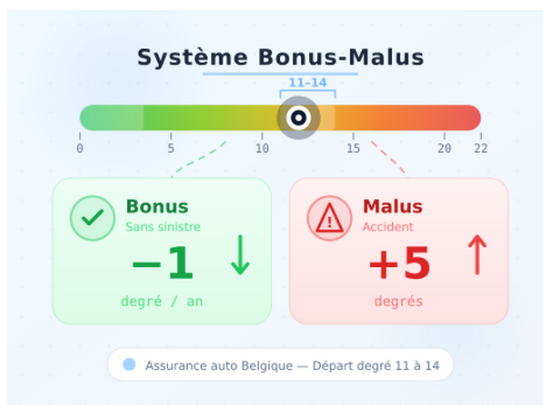 Système Bonus-Malus
11–14
0 5 10 15 20 22
Bonus
Sans sinistre
−1
degré / an
Malus
Accident
!
+5
degrés
Assurance auto Belgique — Départ degré 11 à 14